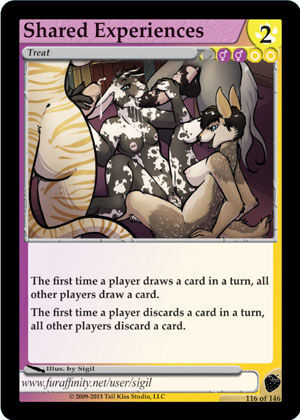 Shared Experiences
2
Treat
The first time a player draws a card in a turn, all
other players draw a card.
The first time a player discards a card in a turn,
all other players discard a card.
Illus. by Sigil
www.furaffinity.net/user/sigil
© 2009-2013 Tail Kiss Studio, LLC
116 of 146